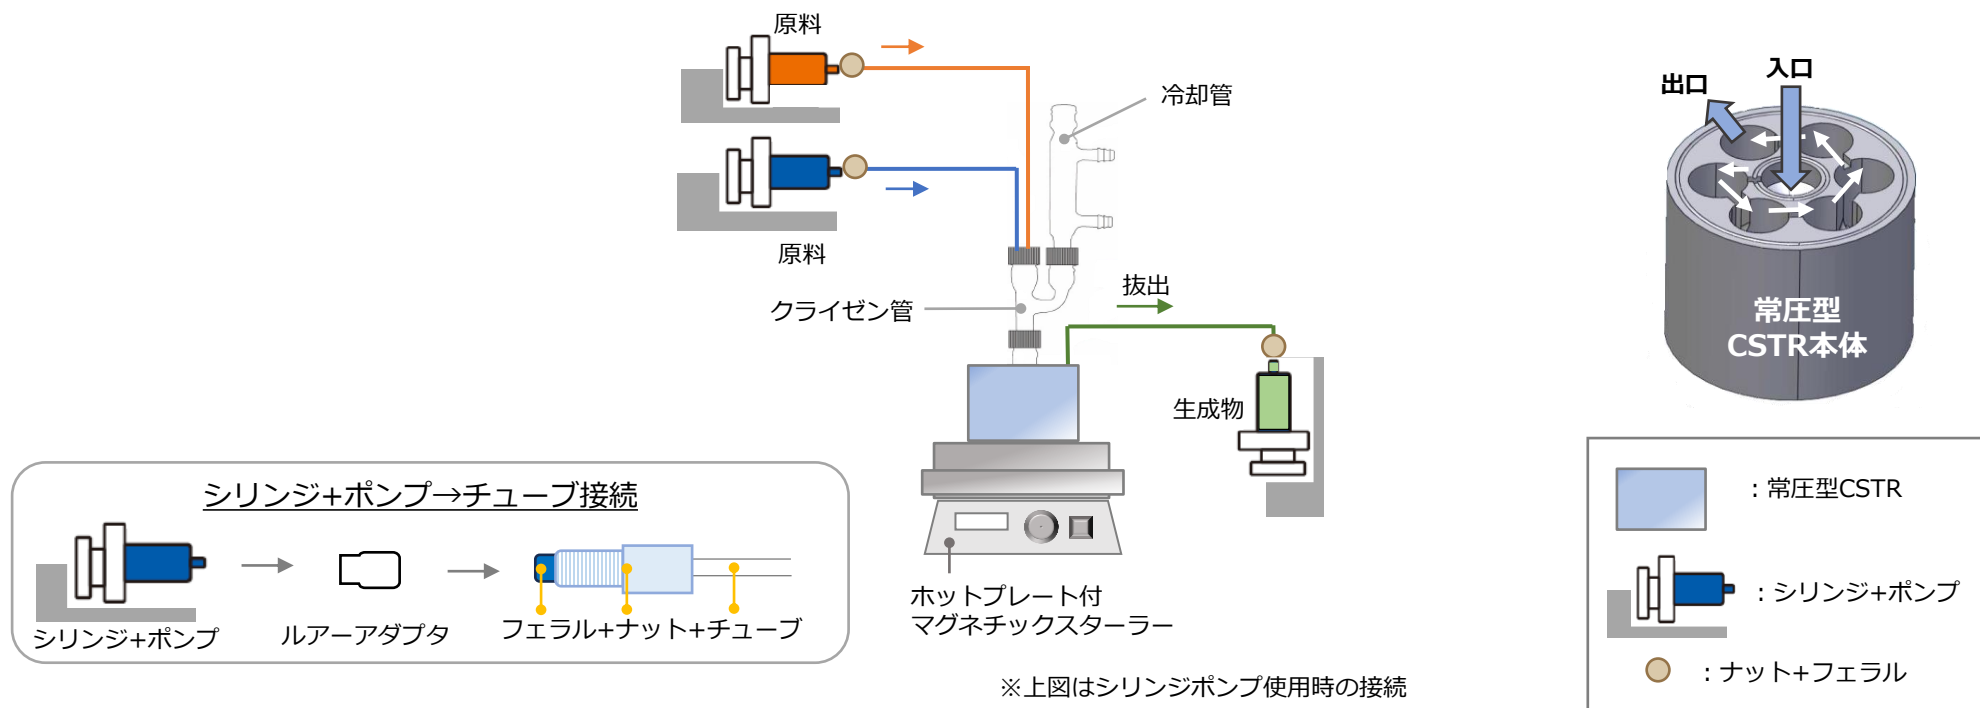 原料
冷却管
原料
クライゼン管
抜出
生成物
ホットプレート付
マグネチックスターラー
※上図はシリンジポンプ使用時の接続
シリンジ+ポンプ→チューブ接続
シリンジ+ポンプ
ルアーアダプタ
フェラル+ナット+チューブ
入口
出口
常圧型
CSTR本体
：常圧型CSTR
：シリンジ+ポンプ
：ナット+フェラル